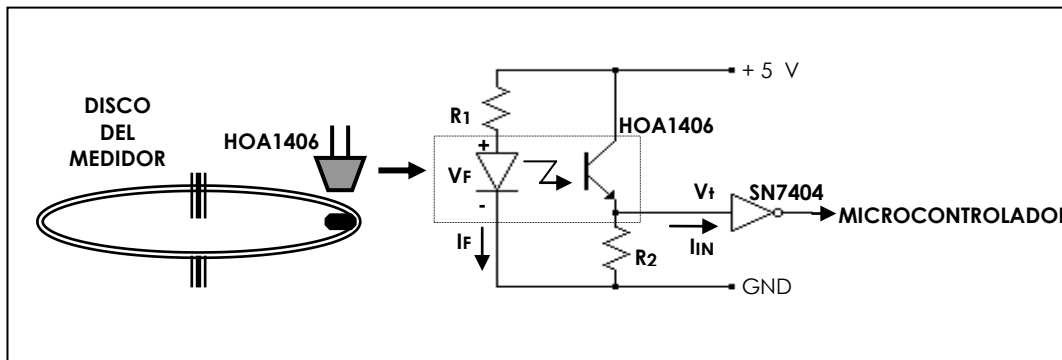 DISCO
DEL
MEDIDOR
HOA1406
R1
+
VF
-
IF
HOA1406
+ 5 V
Vt
SN7404
IIN
R2
MICROCONTROLADOR
GND